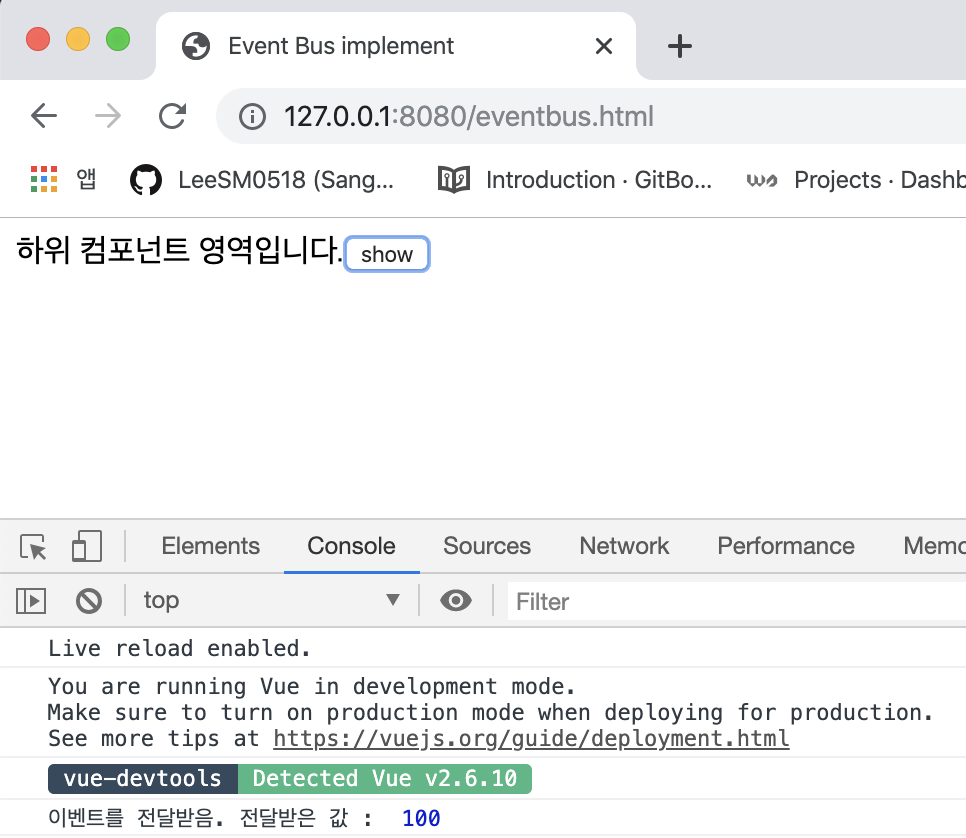 Event Bus implement
127.0.0.1:8080/eventbus.html
앱 LeeSM0518 (Sang... Introduction · GitBo... Projects · Dashb
하위 컴포넌트 영역입니다. show
Elements Console Sources Network Performance Memo
top Filter
Live reload enabled.
You are running Vue in development mode.
Make sure to turn on production mode when deploying for production.
See more tips at https://vuejs.org/guide/deployment.html
vue-devtools Detected Vue v2.6.10
이벤트를 전달받음. 전달받은 값 : 100